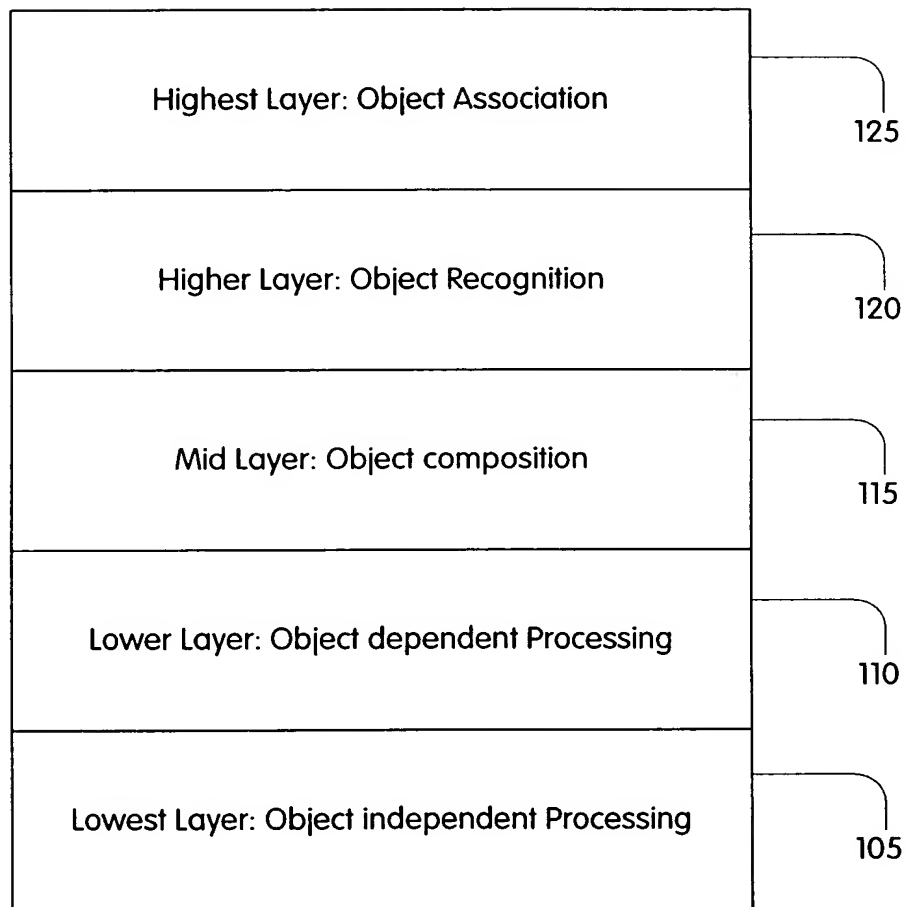 Highest Layer: Object Association
125
Higher Layer: Object Recognition
120
Mid Layer: Object composition
115
Lower Layer: Object dependent Processing
110
Lowest Layer: Object independent Processing
105